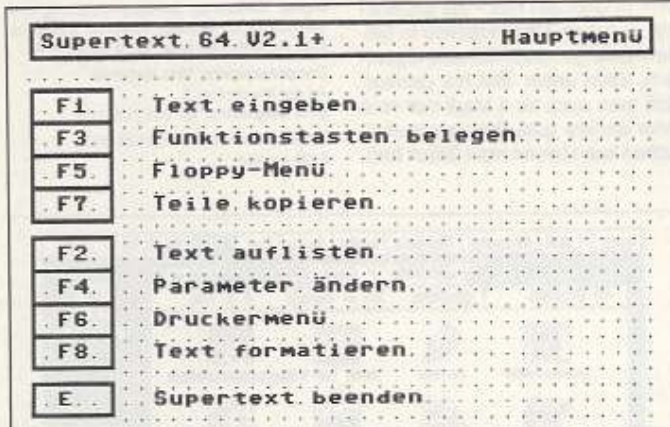 Supertext 64 V2.1+ Hauptmenü
F1 Text eingeben
F3 Funktionstasten belegen
F5 Floppy-Menü
F7 Teile kopieren
F2 Text auflisten
F4 Parameter ändern
F6 Druckermenü
F8 Text formatieren
E Supertext beenden